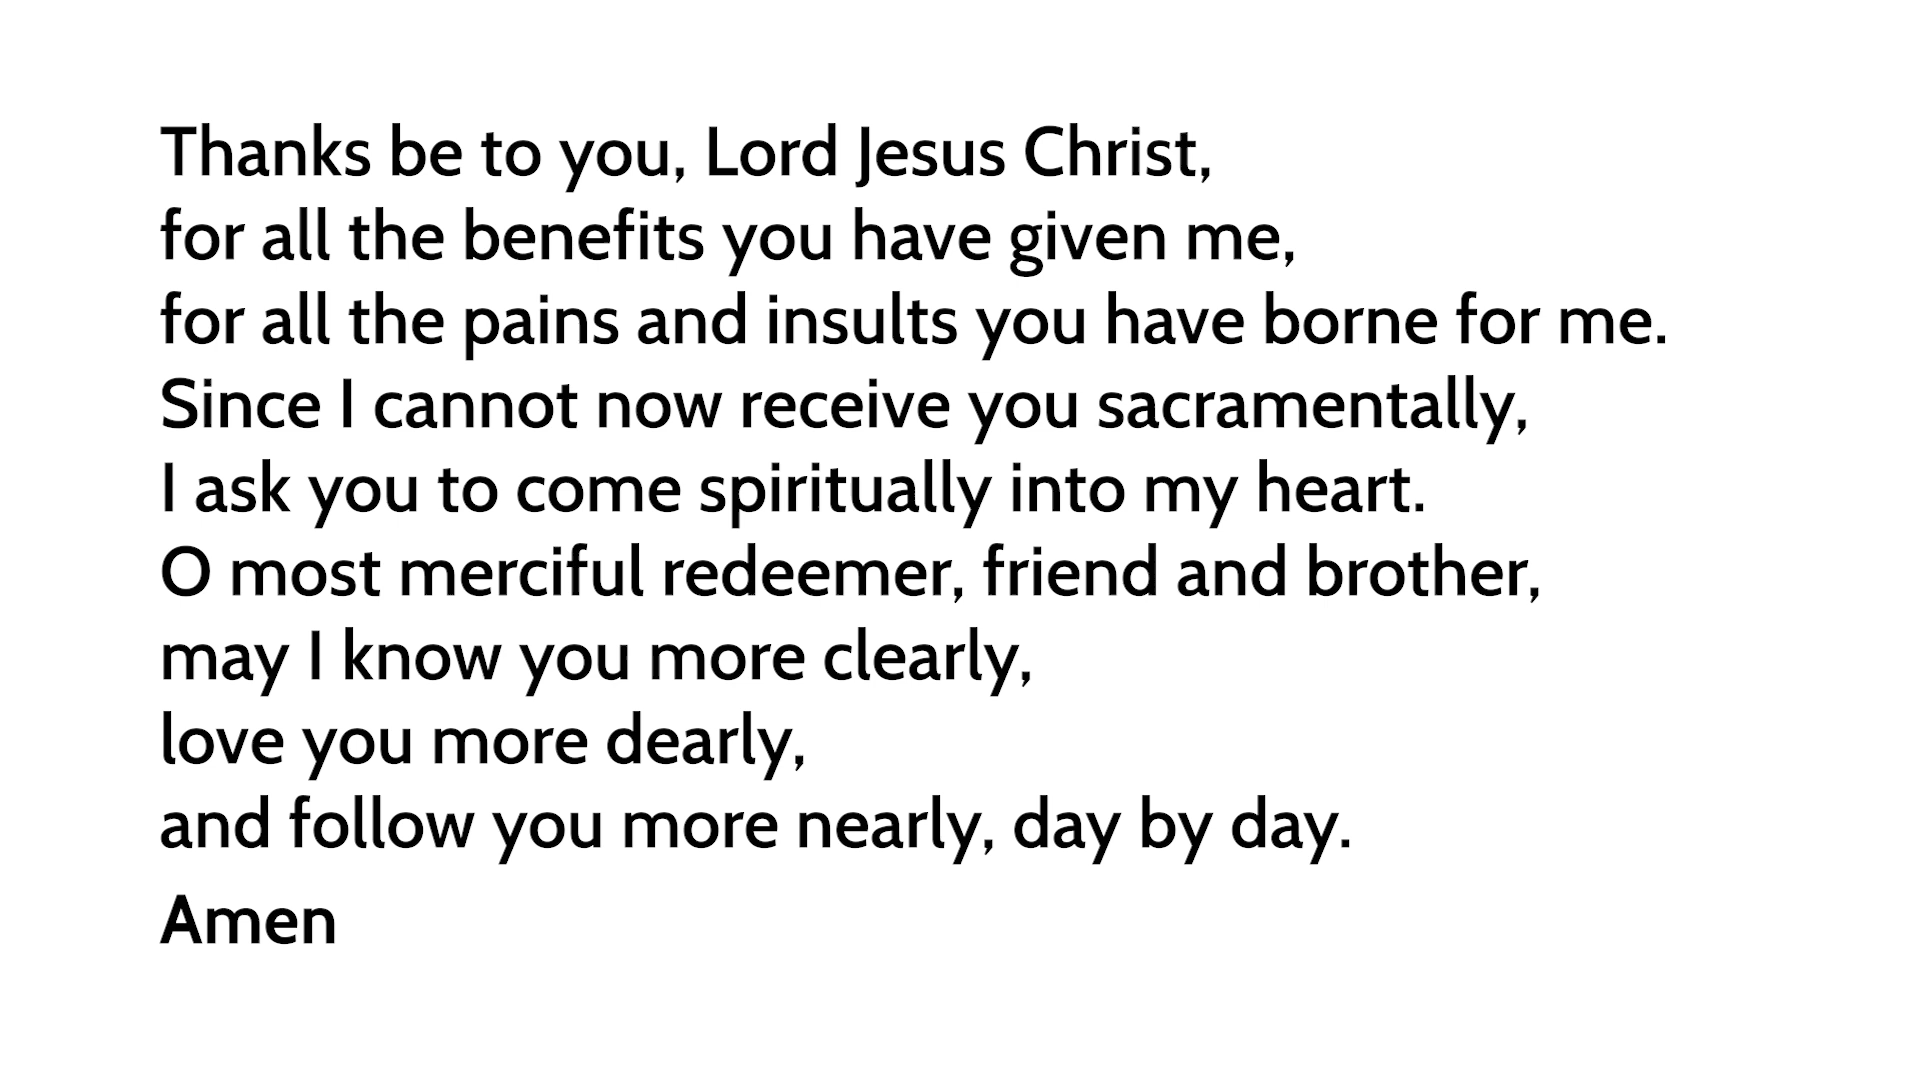 Thanks be to you, Lord Jesus Christ,
for all the benefits you have given me,
for all the pains and insults you have borne for me.
Since I cannot now receive you sacramentally,
I ask you to come spiritually into my heart.
O most merciful redeemer, friend and brother,
may I know you more clearly,
love you more dearly,
and follow you more nearly, day by day.
Amen